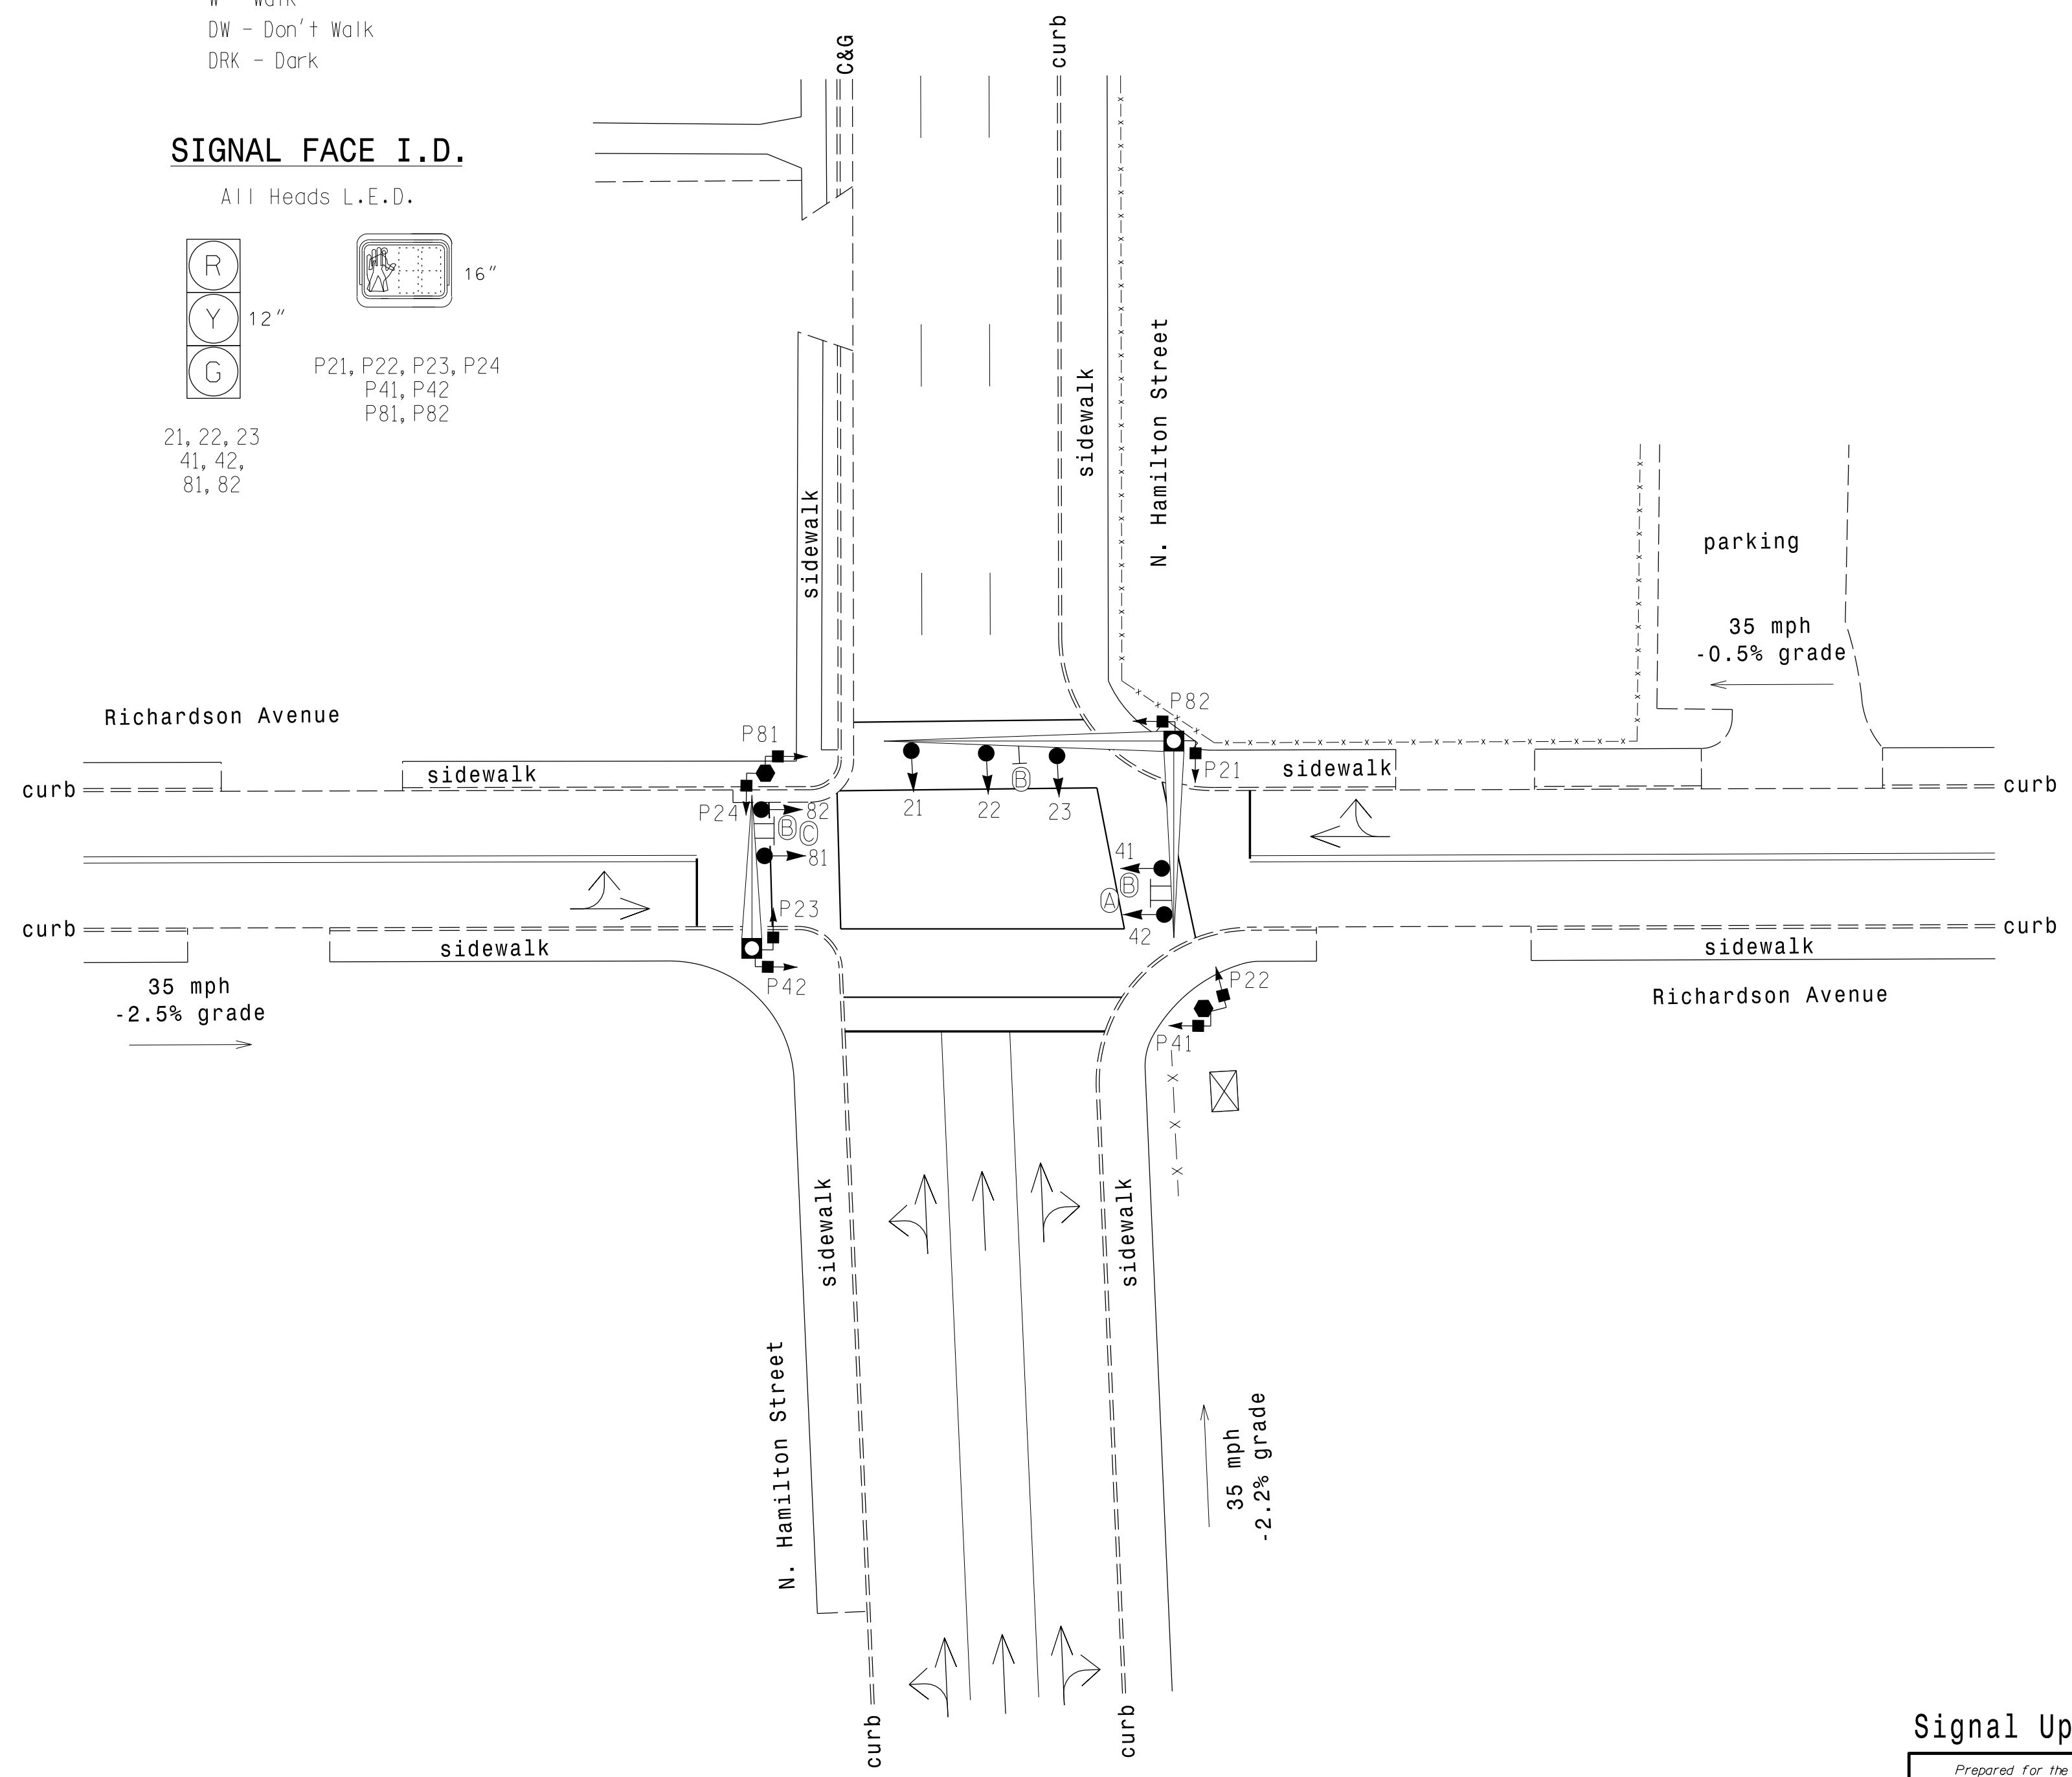 W - Walk
DW - Don't Walk
DRK - Dark
SIGNAL FACE I.D.
All Heads L.E.D.
R
Y
G
12"
16"
21, 22, 23
41, 42,
81, 82
P21, P22, P23, P24
P41, P42
P81, P82
C&G
curb
sidewalk
sidewalk
N. Hamilton Street
parking
35 mph
-0.5% grade
Richardson Avenue
P81
P82
P21
P24
sidewalk
sidewalk
curb
curb
21
22
23
B
82
B
C
81
41
B
A
42
P23
P42
curb
curb
sidewalk
sidewalk
35 mph
-2.5% grade
P22
P41
Richardson Avenue
sidewalk
sidewalk
N. Hamilton Street
35 mph
-2.2% grade
curb
curb
Signal Up
Prepared for the